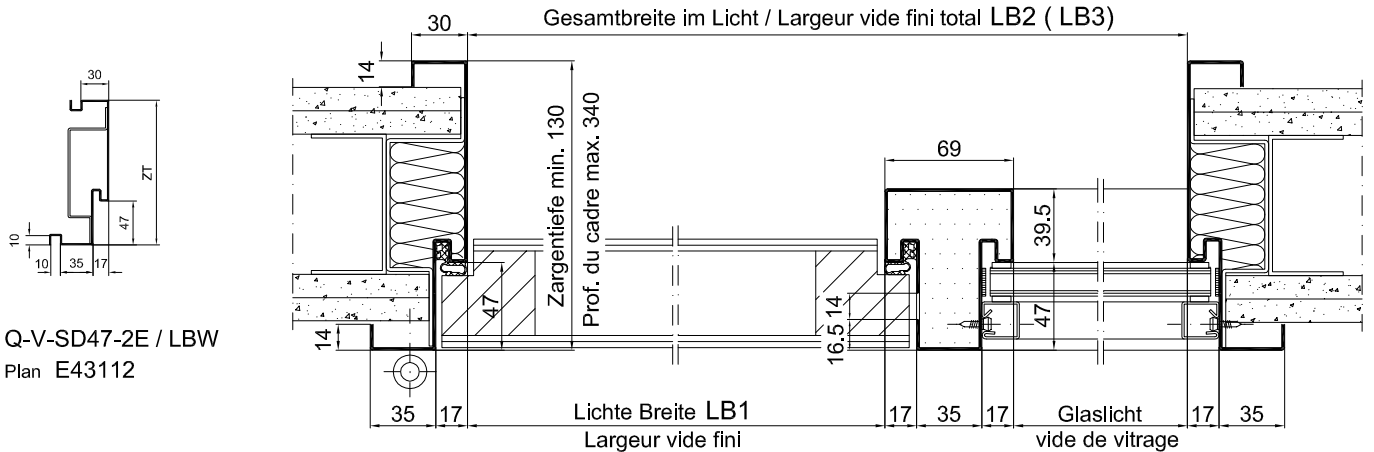 Gesamtbreite im Licht / Largeur vide fini total LB2 ( LB3)
30
14
30
ZT
47
10
10 35 17
Zargentiefe min. 130
Prof. du cadre max. 340
69
39.5
47
14
16.5
47
14
Q-V-SD47-2E / LBW
Plan E43112
35 17 Lichte Breite LB1 17 35 17 Glaslicht 17 35
Largeur vide fini vide de vitrage